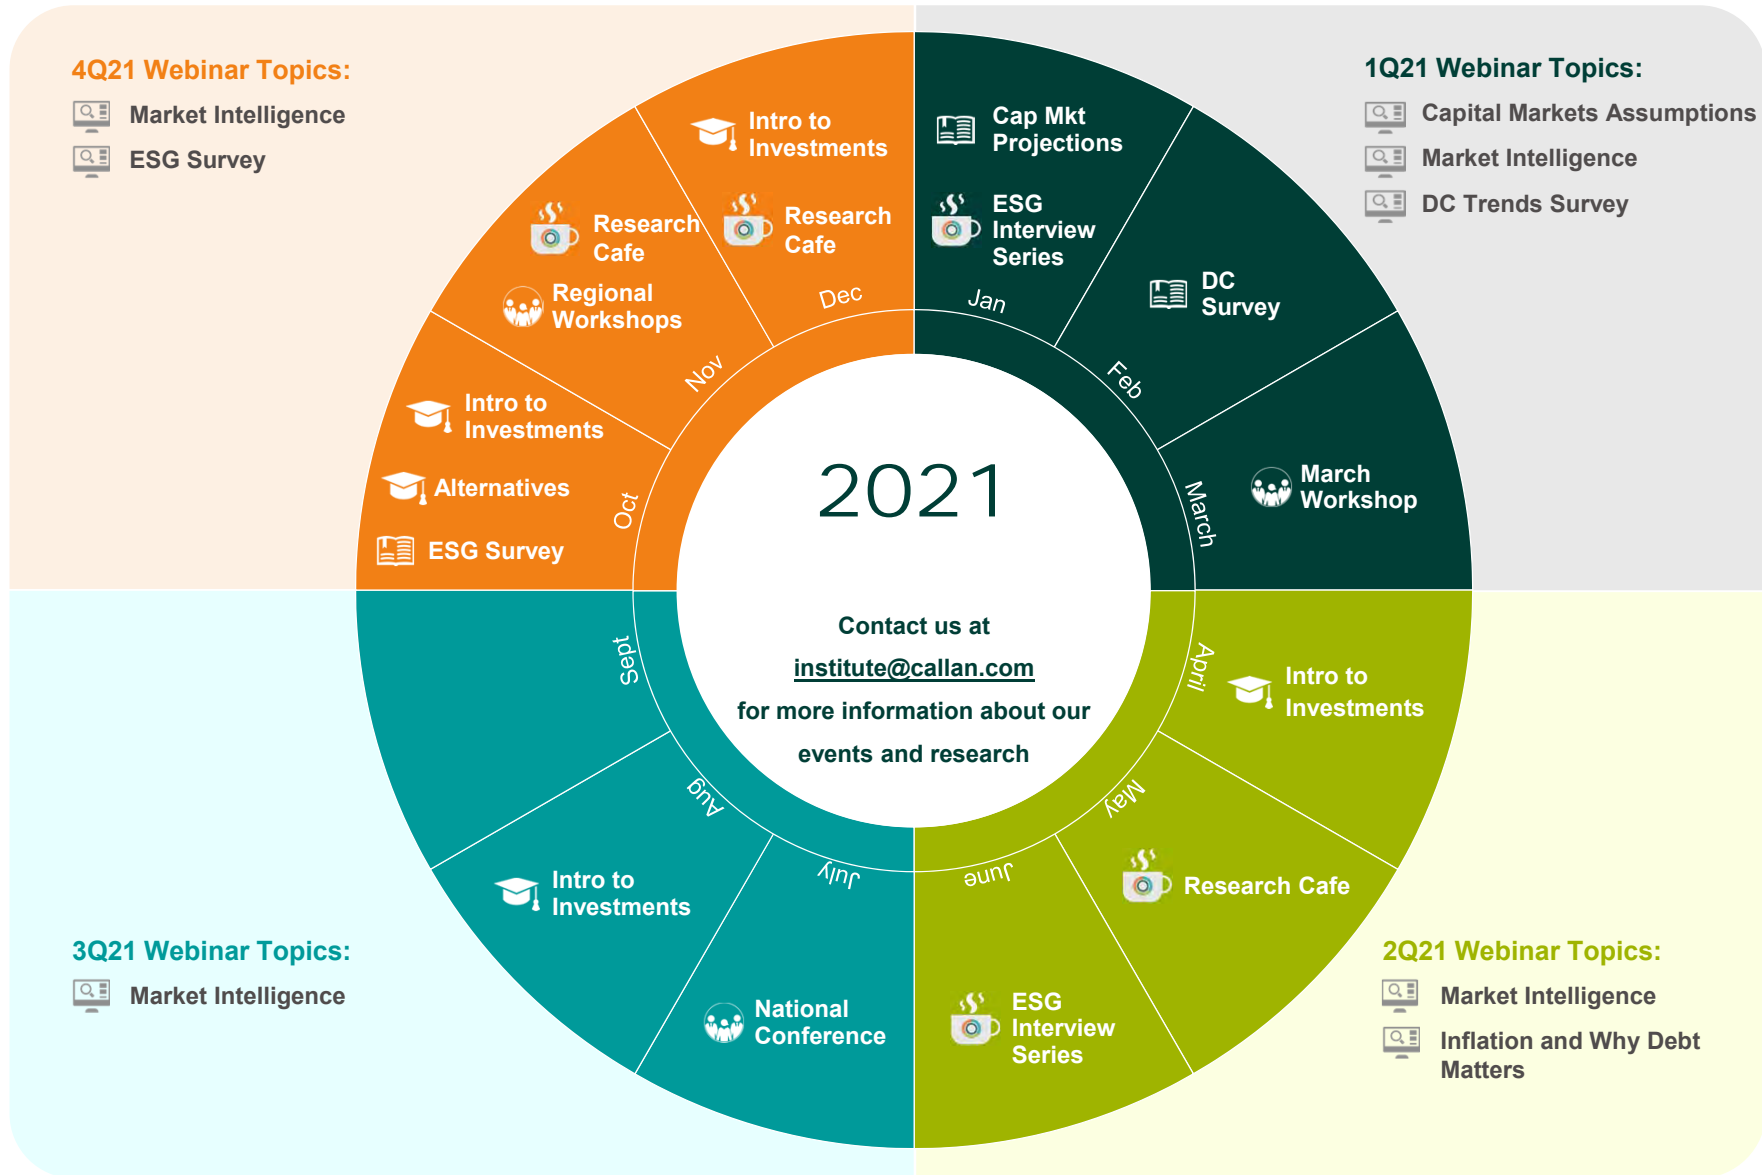 4Q21 Webinar Topics:
Market Intelligence
ESG Survey
1Q21 Webinar Topics:
Capital Markets Assumptions
Market Intelligence
DC Trends Survey
Cap Mkt
Projections
ESG
Interview
Series
Jan
DC
Survey
Feb
March
Workshop
March
Intro to
Investments
April
Research Cafe
May
ESG
Interview
Series
June
National
Conference
July
Intro to
Investments
Aug
Sept
Intro to
Investments
Alternatives
ESG Survey
Oct
Research
Cafe
Regional
Workshops
Nov
Intro to
Investments
Research
Cafe
Dec
2021
Contact us at
institute@callan.com
for more information about our
events and research
3Q21 Webinar Topics:
Market Intelligence
2Q21 Webinar Topics:
Market Intelligence
Inflation and Why Debt
Matters